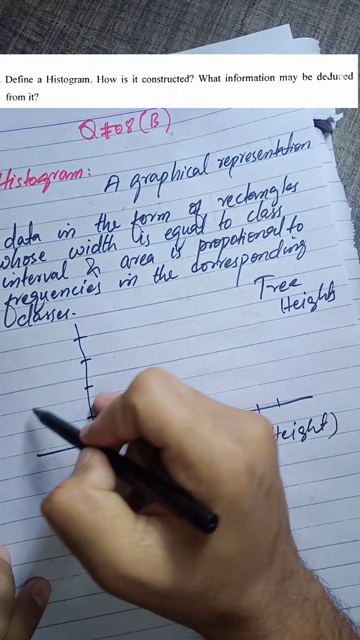 Define a Histogram. How is it constructed? What information may be deduced
from it?
Q#08(B)
Histogram: A graphical representation
data in the form of rectangles
whose width is equal to class
interval & area is propotional to
frequencies in the corresponding
classes.
Tree
Heights
Height)